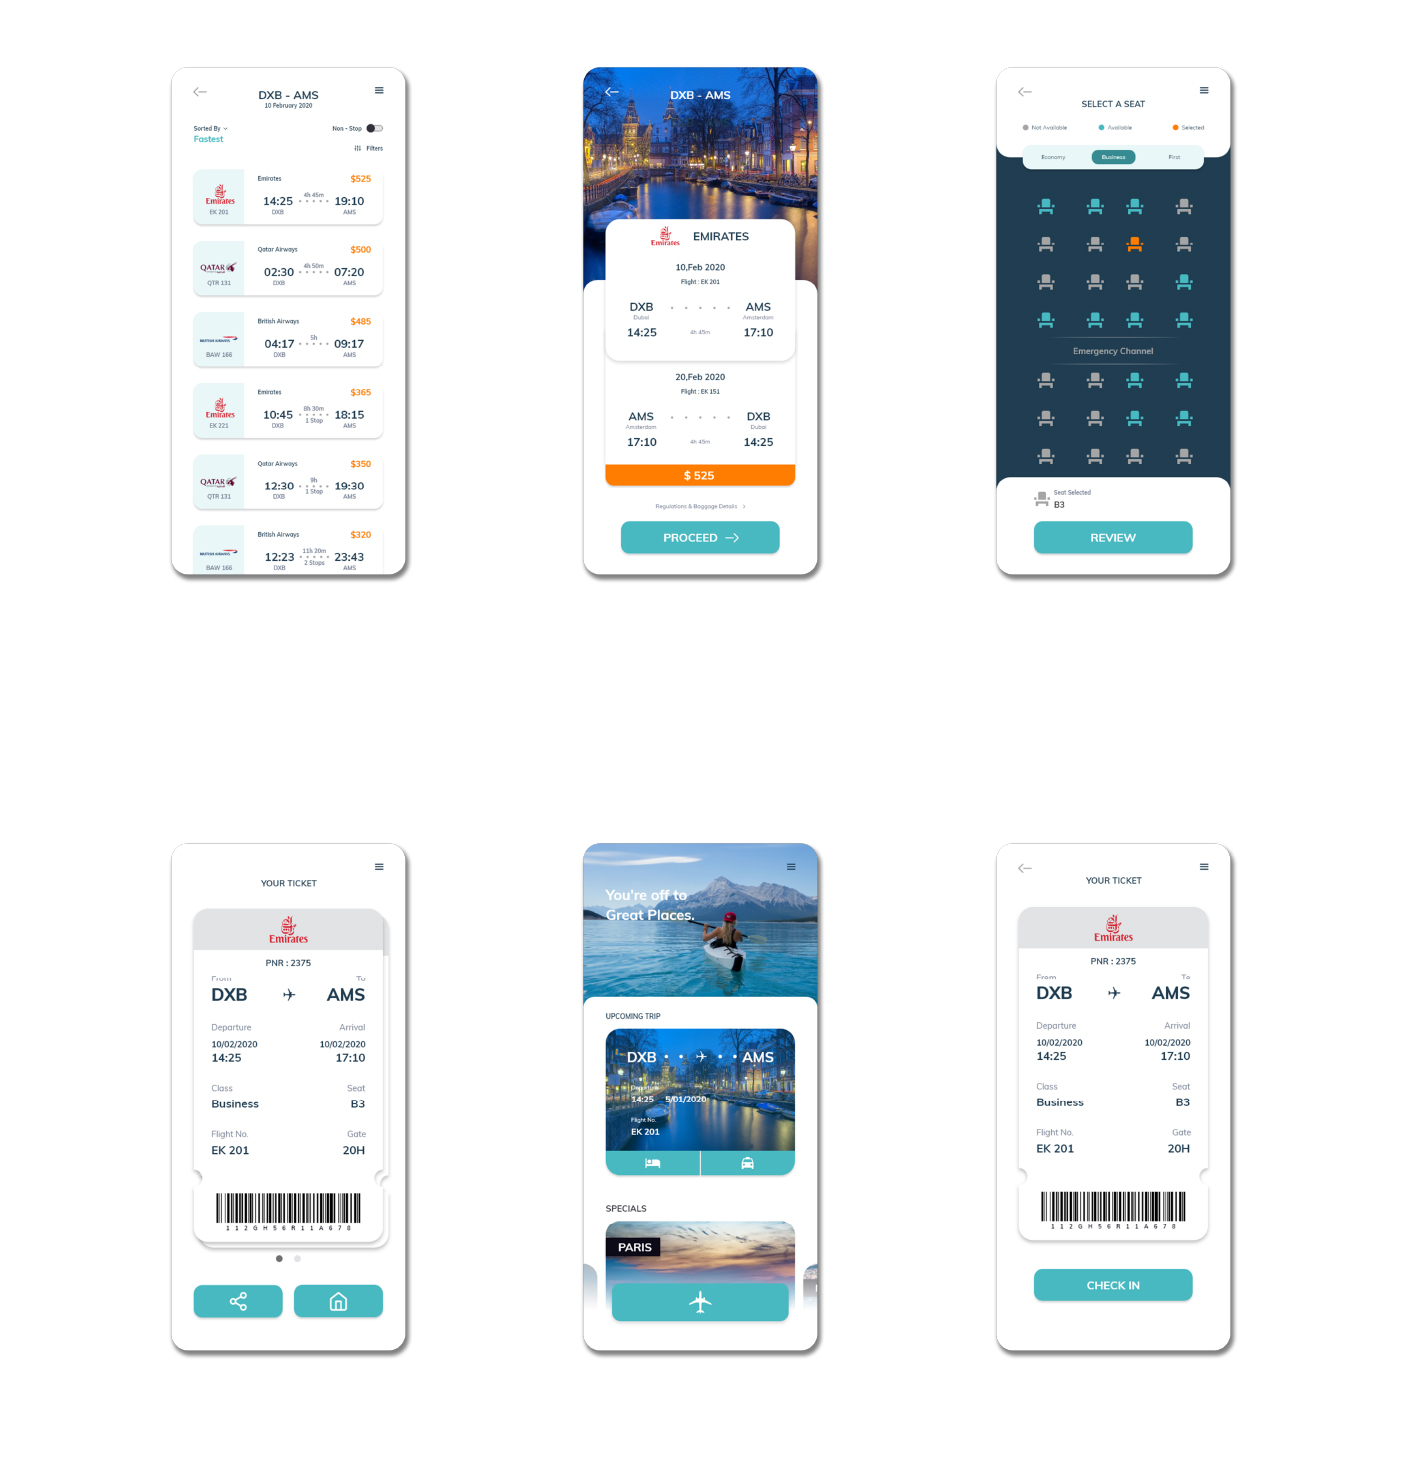 DXB - AMS
10 February 2020
Sorted By
Fastest
Non - Stop
Filters
Emirates
EK 201
Emirates
$525
14:25
4h 45m
19:10
DXB
AMS
QATAR
QTR 131
Qatar Airways
$500
02:30
4h 50m
07:20
DXB
AMS
BRITISH AIRWAYS
BAW 166
British Airways
$485
04:17
5h
09:17
DXB
AMS
Emirates
EK 221
Emirates
$365
10:45
8h 30m
1 Stop
18:15
DXB
AMS
QATAR
QTR 131
Qatar Airways
$350
12:30
9h
1 Stop
19:30
DXB
AMS
BRITISH AIRWAYS
BAW 166
British Airways
$320
12:23
11h 20m
2 Stops
23:43
DXB
AMS
DXB - AMS
Emirates
EMIRATES
10,Feb 2020
Flight : EK 201
DXB
AMS
Dubai
Amsterdam
14:25
4h 45m
17:10
20,Feb 2020
Flight : EK 151
AMS
DXB
Amsterdam
Dubai
17:10
4h 45m
14:25
$ 525
Regulations & Baggage Details >
PROCEED
SELECT A SEAT
Not Available
Available
Selected
Economy
Business
First
Emergency Channel
Seat Selected
B3
REVIEW
YOUR TICKET
Emirates
PNR : 2375
From
To
DXB
AMS
Departure
Arrival
10/02/2020
10/02/2020
14:25
17:10
Class
Seat
Business
B3
Flight No.
Gate
EK 201
20H
1 1 2 G H 5 6 R 1 1 A 6 7 8
You're off to
Great Places.
UPCOMING TRIP
DXB
AMS
Departure
14:25
5/01/2020
Flight No.
EK 201
SPECIALS
PARIS
YOUR TICKET
Emirates
PNR : 2375
From
To
DXB
AMS
Departure
Arrival
10/02/2020
10/02/2020
14:25
17:10
Class
Seat
Business
B3
Flight No.
Gate
EK 201
20H
1 1 2 G H 5 6 R 1 1 A 6 7 8
CHECK IN